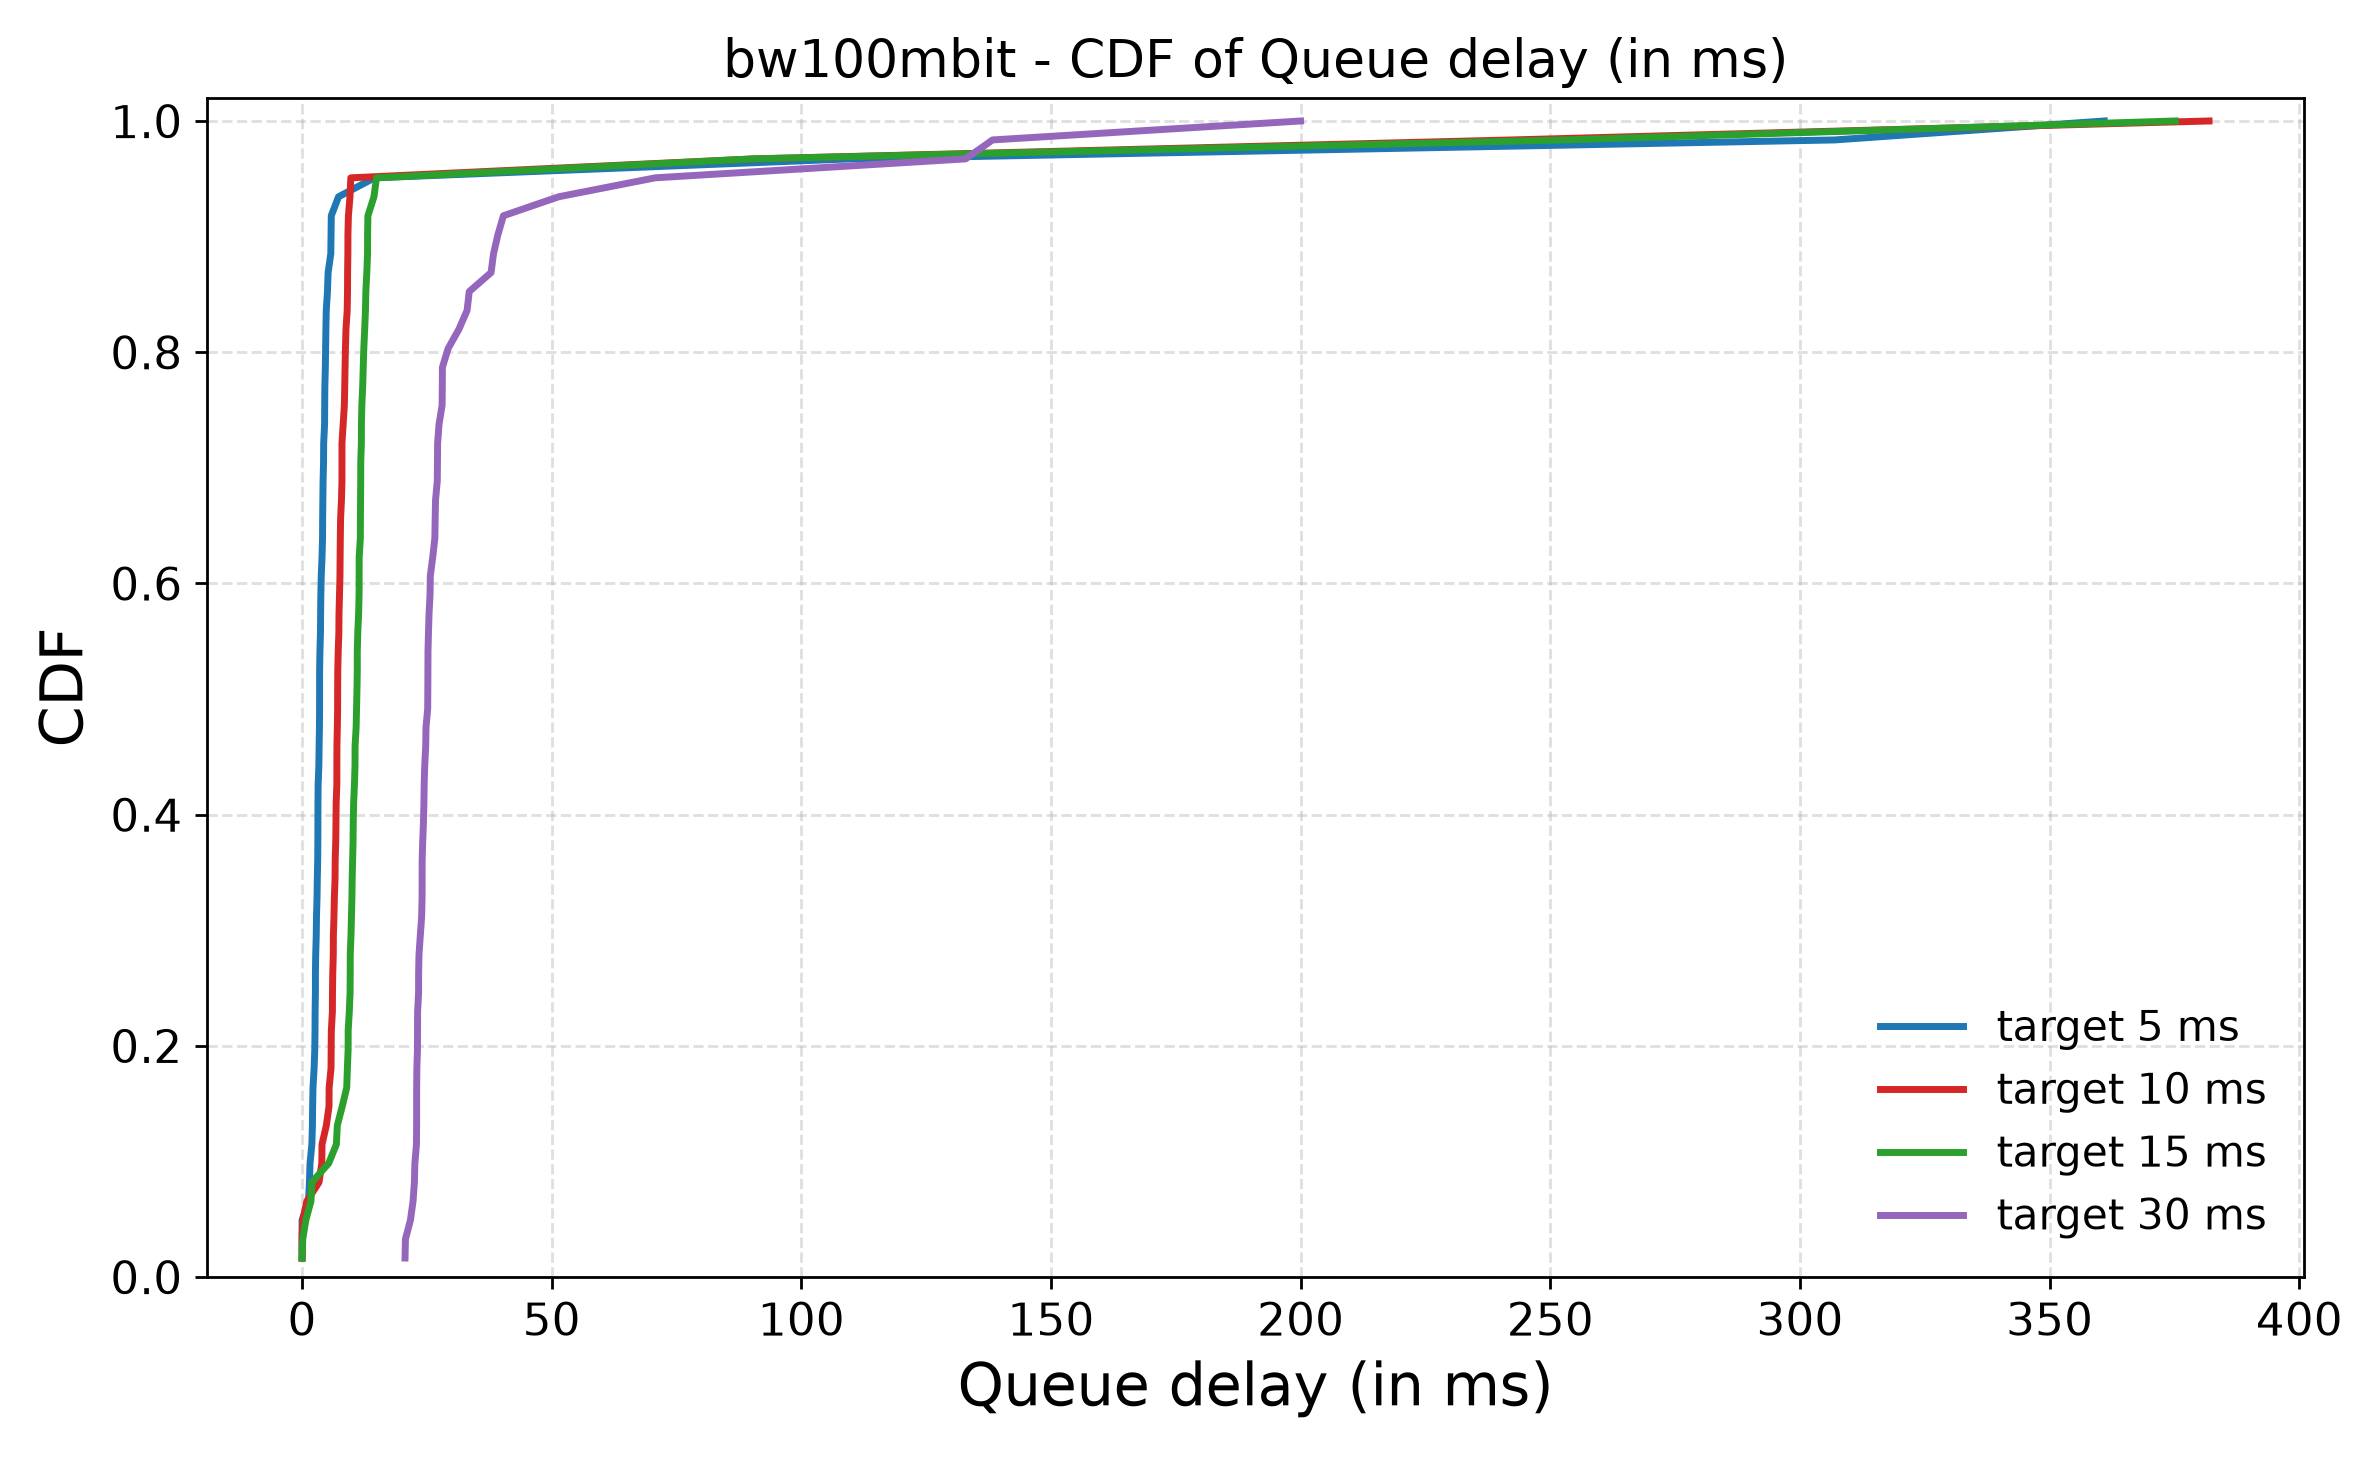 bw100mbit - CDF of Queue delay (in ms)
1.0
0.8
0.6
0.4
0.2
0.0
CDF
0 50 100 150 200 250 300 350 400
Queue delay (in ms)
target 5 ms
target 10 ms
target 15 ms
target 30 ms